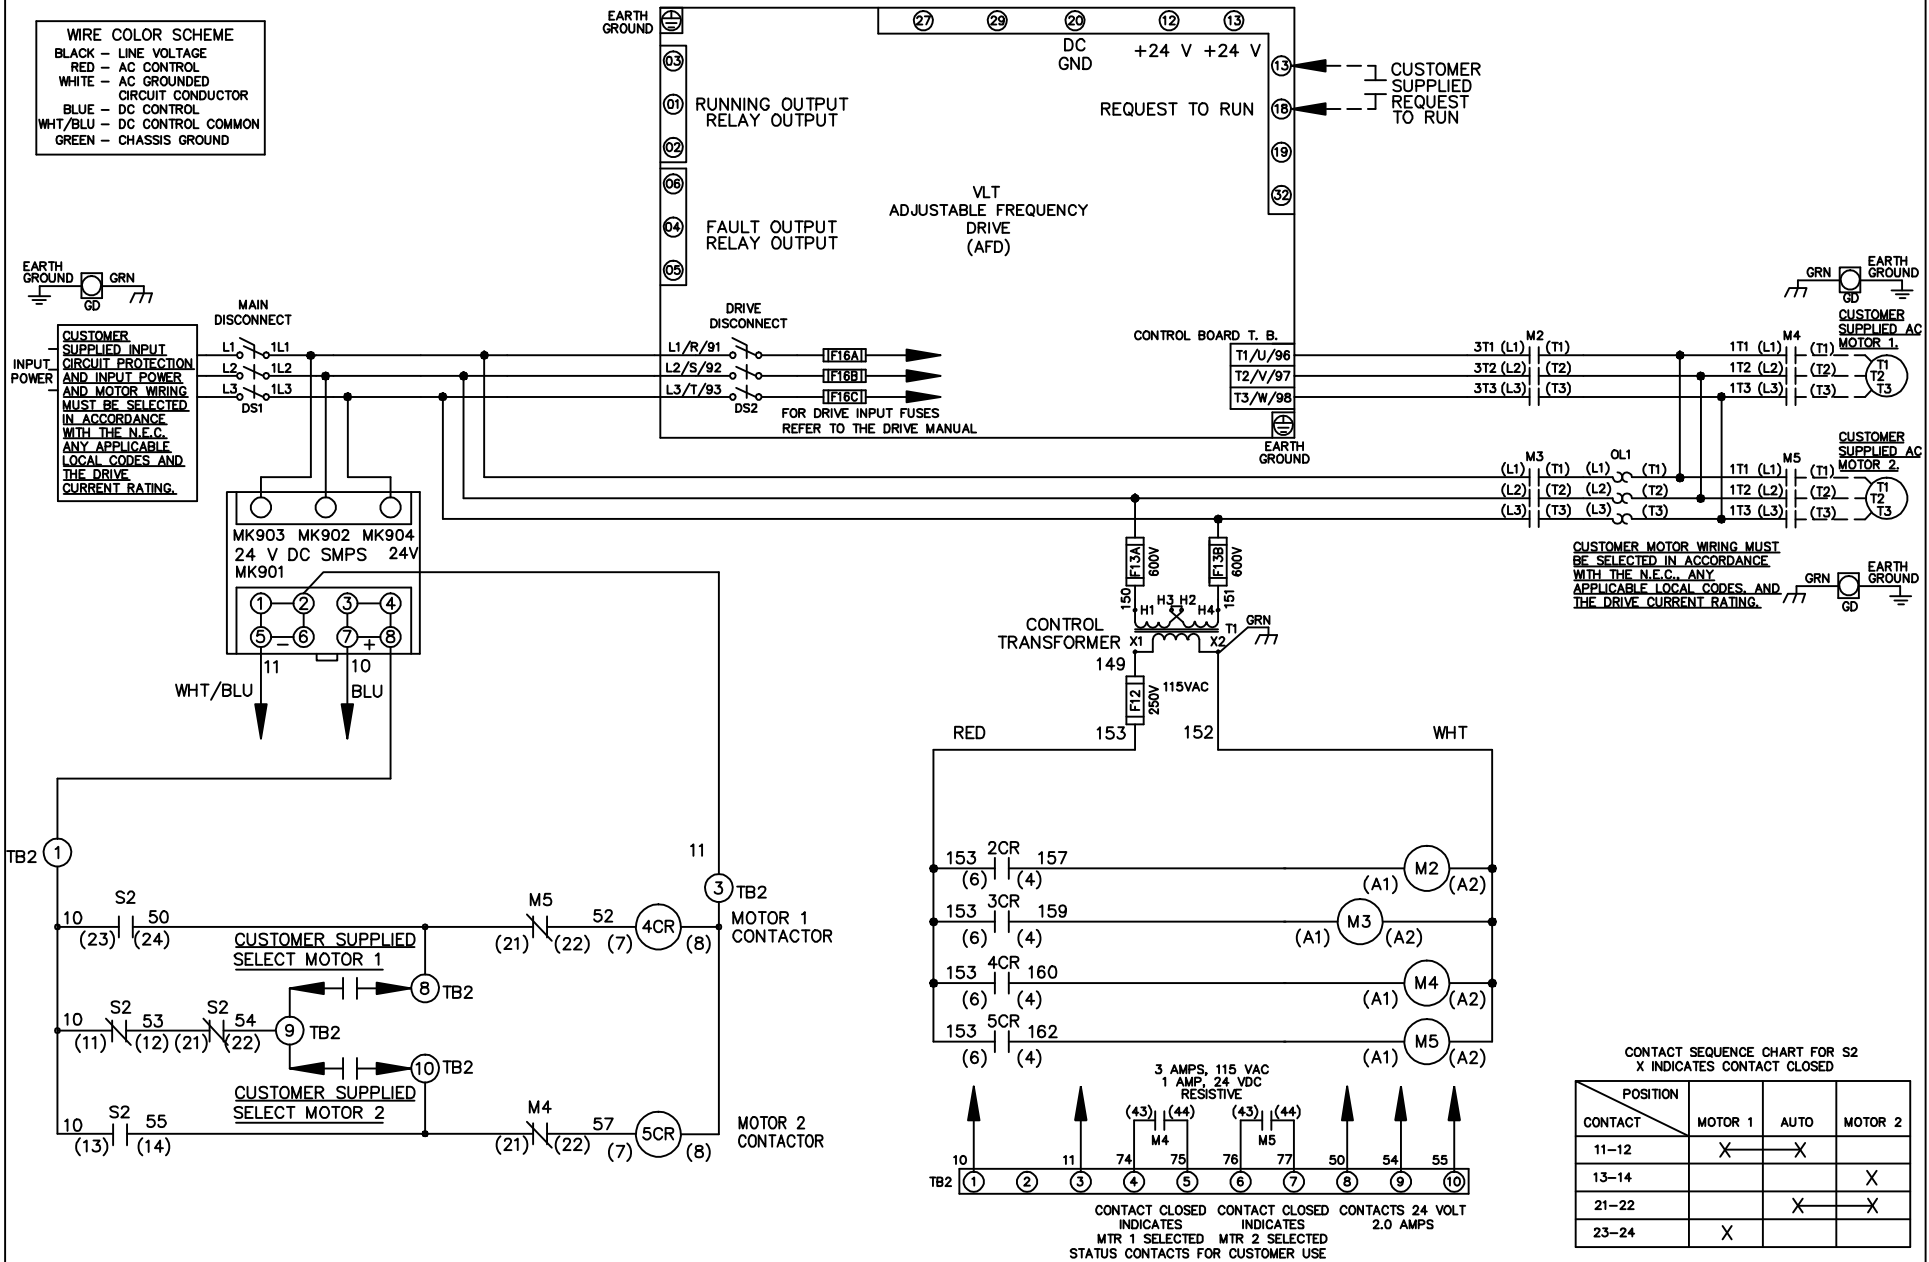 WIRE COLOR SCHEME
BLACK – LINE VOLTAGE
RED – AC CONTROL
WHITE – AC GROUNDED
CIRCUIT CONDUCTOR
BLUE – DC CONTROL
WHT/BLU – DC CONTROL COMMON
GREEN – CHASSIS GROUND
EARTH
GROUND
27
29
20
12
13
DC
GND
+24 V
+24 V
03
01
02
RUNNING OUTPUT
RELAY OUTPUT
06
04
05
FAULT OUTPUT
RELAY OUTPUT
VLT
ADJUSTABLE FREQUENCY
DRIVE
(AFD)
REQUEST TO RUN
13
18
19
32
CUSTOMER
SUPPLIED
REQUEST
TO RUN
EARTH
GROUND
GRN
GD
INPUT
POWER
CUSTOMER
SUPPLIED INPUT
CIRCUIT PROTECTION
AND INPUT POWER
AND MOTOR WIRING
MUST BE SELECTED
IN ACCORDANCE
WITH THE N.E.C.
ANY APPLICABLE
LOCAL CODES AND
THE DRIVE
CURRENT RATING.
MAIN
DISCONNECT
L1 1L1
L2 1L2
L3 1L3
DS1
DRIVE
DISCONNECT
L1/R/91
L2/S/92
L3/T/93
DS2
F16A
F16B
F16C
FOR DRIVE INPUT FUSES
REFER TO THE DRIVE MANUAL
CONTROL BOARD T. B.
T1/U/96
T2/V/97
T3/W/98
EARTH
GROUND
M2
3T1 (L1) (T1)
3T2 (L2) (T2)
3T3 (L3) (T3)
M4
1T1 (L1) (T1)
1T2 (L2) (T2)
1T3 (L3) (T3)
GRN
GD
EARTH
GROUND
CUSTOMER
SUPPLIED AC
MOTOR 1.
T1
T2
T3
M3
(L1) (T1)
(L2) (T2)
(L3) (T3)
OL1
(L1) (T1)
(L2) (T2)
(L3) (T3)
M5
1T1 (L1) (T1)
1T2 (L2) (T2)
1T3 (L3) (T3)
CUSTOMER
SUPPLIED AC
MOTOR 2.
T1
T2
T3
CUSTOMER MOTOR WIRING MUST
BE SELECTED IN ACCORDANCE
WITH THE N.E.C., ANY
APPLICABLE LOCAL CODES, AND
THE DRIVE CURRENT RATING.
GRN
GD
EARTH
GROUND
MK903 MK902 MK904
24 V DC SMPS 24V
MK901
1 2 3 4
5 – 6 7 + 8
11
10
WHT/BLU
BLU
F13A
600V
F13B
600V
150
151
H1 H3 H2 H4
CONTROL
TRANSFORMER
X1 X2
T1
GRN
149
F12
250V
115VAC
153
152
RED
WHT
TB2 1
11
3 TB2
10 S2 50
(23) (24)
M5
(21) (22)
52
(7) 4CR (8)
MOTOR 1
CONTACTOR
CUSTOMER SUPPLIED
SELECT MOTOR 1
8 TB2
10 S2 53 S2 54
(11) (12) (21) (22)
9 TB2
10 TB2
CUSTOMER SUPPLIED
SELECT MOTOR 2
10 S2 55
(13) (14)
M4
(21) (22)
57
(7) 5CR (8)
MOTOR 2
CONTACTOR
153 2CR 157
(6) (4)
(A1) M2 (A2)
153 3CR 159
(6) (4)
(A1) M3 (A2)
153 4CR 160
(6) (4)
(A1) M4 (A2)
153 5CR 162
(6) (4)
(A1) M5 (A2)
3 AMPS, 115 VAC
1 AMP, 24 VDC
RESISTIVE
(43) (44)
M4
(43) (44)
M5
10 11 74 75 76 77 50 54 55
TB2 1 2 3 4 5 6 7 8 9 10
CONTACT CLOSED
INDICATES
MTR 1 SELECTED
CONTACT CLOSED
INDICATES
MTR 2 SELECTED
CONTACTS 24 VOLT
2.0 AMPS
STATUS CONTACTS FOR CUSTOMER USE
CONTACT SEQUENCE CHART FOR S2
X INDICATES CONTACT CLOSED
POSITION
CONTACT MOTOR 1 AUTO MOTOR 2
11–12 X X
13–14 X
21–22 X X
23–24 X